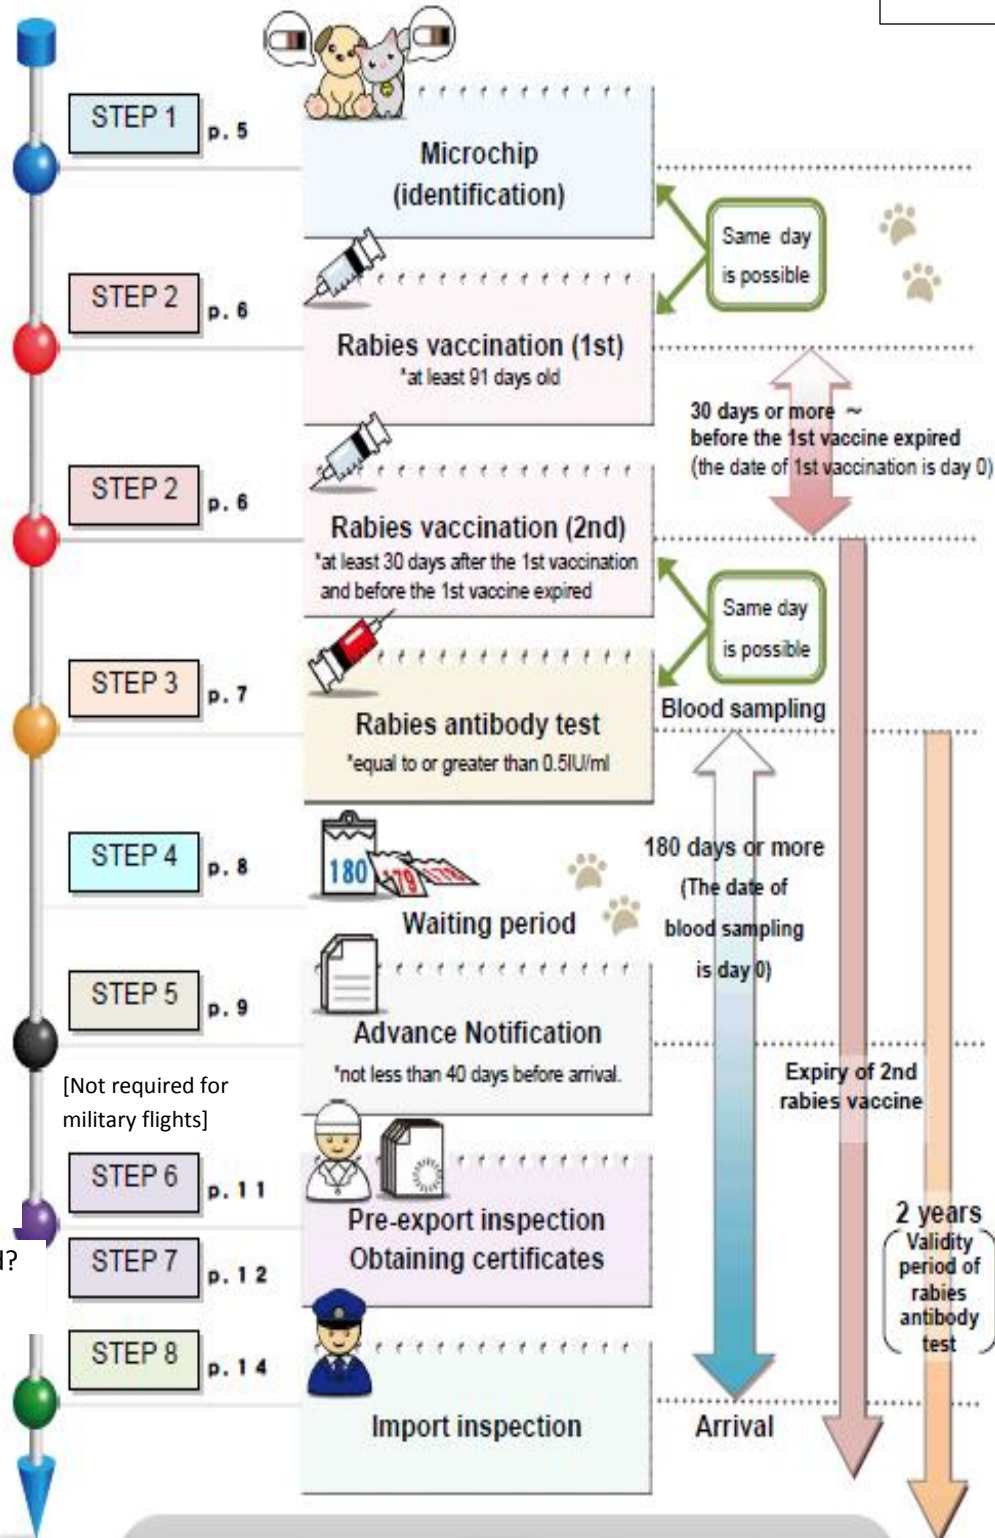 STEP 1
p. 5
Microchip
(identification)
Same day
is possible
STEP 2
p. 6
Rabies vaccination (1st)
*at least 91 days old
30 days or more ~
before the 1st vaccine expired
(the date of 1st vaccination is day 0)
STEP 2
p. 6
Rabies vaccination (2nd)
*at least 30 days after the 1st vaccination
and before the 1st vaccine expired
Same day
is possible
STEP 3
p. 7
Rabies antibody test
*equal to or greater than 0.5IU/ml
Blood sampling
180 days or more
(The date of
blood sampling
is day 0)
STEP 4
p. 8
180 179 178
Waiting period
STEP 5
p. 9
Advance Notification
*not less than 40 days before arrival.
[Not required for
military flights]
Expiry of 2nd
rabies vaccine
STEP 6
p. 11
Pre-export inspection
Obtaining certificates
STEP 7
p. 12
2 years
Validity
period of
rabies
antibody
test
STEP 8
p. 14
Import inspection
Arrival